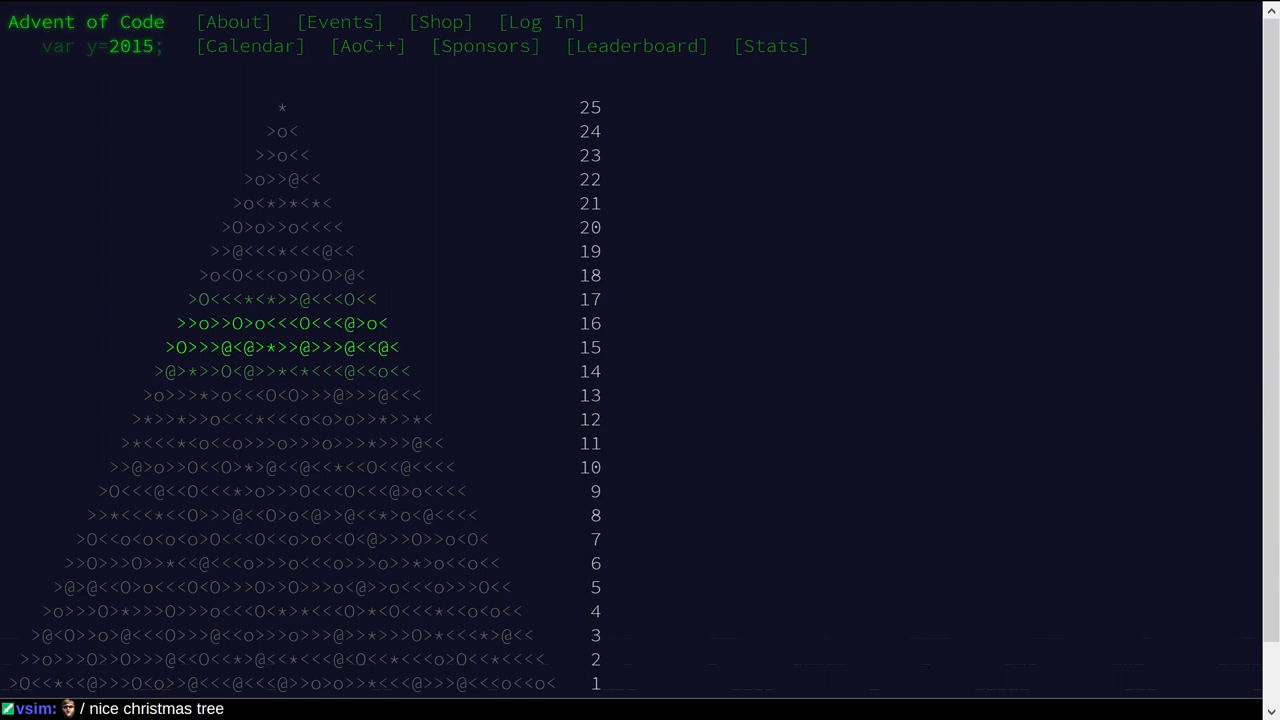 Advent of Code [About] [Events] [Shop] [Log In]
var y=2015; [Calendar] [AoC++] [Sponsors] [Leaderboard] [Stats]
* 25
>o< 24
>>o<< 23
>o>>@<< 22
>o<*>*<*< 21
>O>o>>o<<<< 20
>>@<<<*<<<@<< 19
>o<O<<<o>O>O>@< 18
>O<<<*<*>>@<<<O<< 17
>>o>>O>o<<<O<<<@>o< 16
>O>>>@<@>*>>@>>>@<<@< 15
>@>*>>O<@>>*<*<<<@<<o<< 14
>o>>>*>o<<<O<O>>>@>>>@<<< 13
>*>>*>>o<<<*<<<o<o>o>>*>>*< 12
>*<<<*<o<<o>>>o>>>o>>>*>>>@<< 11
>>@>o>>O<<O>*>@<<@<<*<<O<<@<<<< 10
>O<<<@<<O<<<*>o>>>O<<<O<<<@>o<<<< 9
>>*<<<*<<O>>>@<<O>o<@>>@<<*>o<@<<<< 8
>O<<o<o<o<o>O>>>O<<O<<o>O<<O<@>>>O>>o<O< 7
>>O>>>O>>*<<@<<<o>>>o<<<o>>>o>>*>o<<o<< 6
>@>@<<O>o<<<O<O>>>O>>>O>>>o<@>>o<<<o>>>O<< 5
>o>>>O>*>>>O>>>o<<<O<*>*<<<O>*<O<<<*<<o<o<< 4
>@<O>>o>@<<<O>>>@<<o>>>o>>>@>>*>>>O>*<<<*>@<< 3
>>o>>>O>>O>>>@<<O<<*>@<<*<<<@<O<<*<<<o>O<<*<<<< 2
>O<<*<<@>>>O<o>>@<<<@<<<@>>o>o>>*<<<@>>>@<<<o<<o< 1
vsim: / nice christmas tree